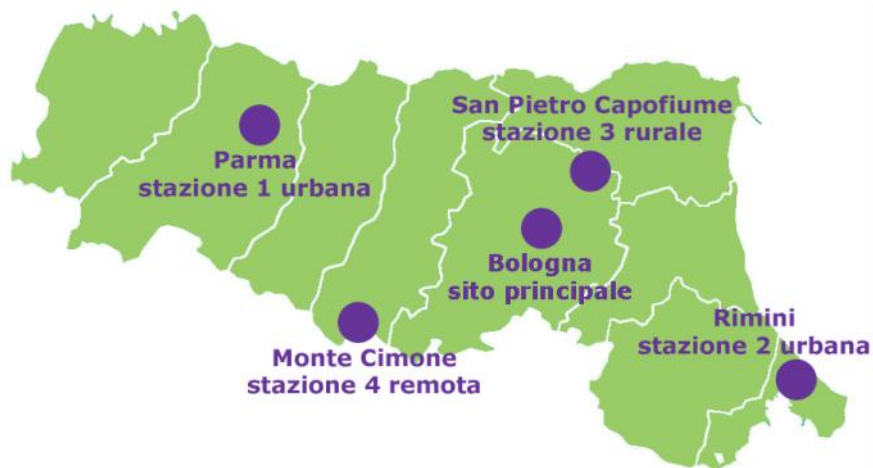 San Pietro Capofiume
stazione 3 rurale
Parma
stazione 1 urbana
Bologna
sito principale
Rimini
stazione 2 urbana
Monte Cimone
stazione 4 remota